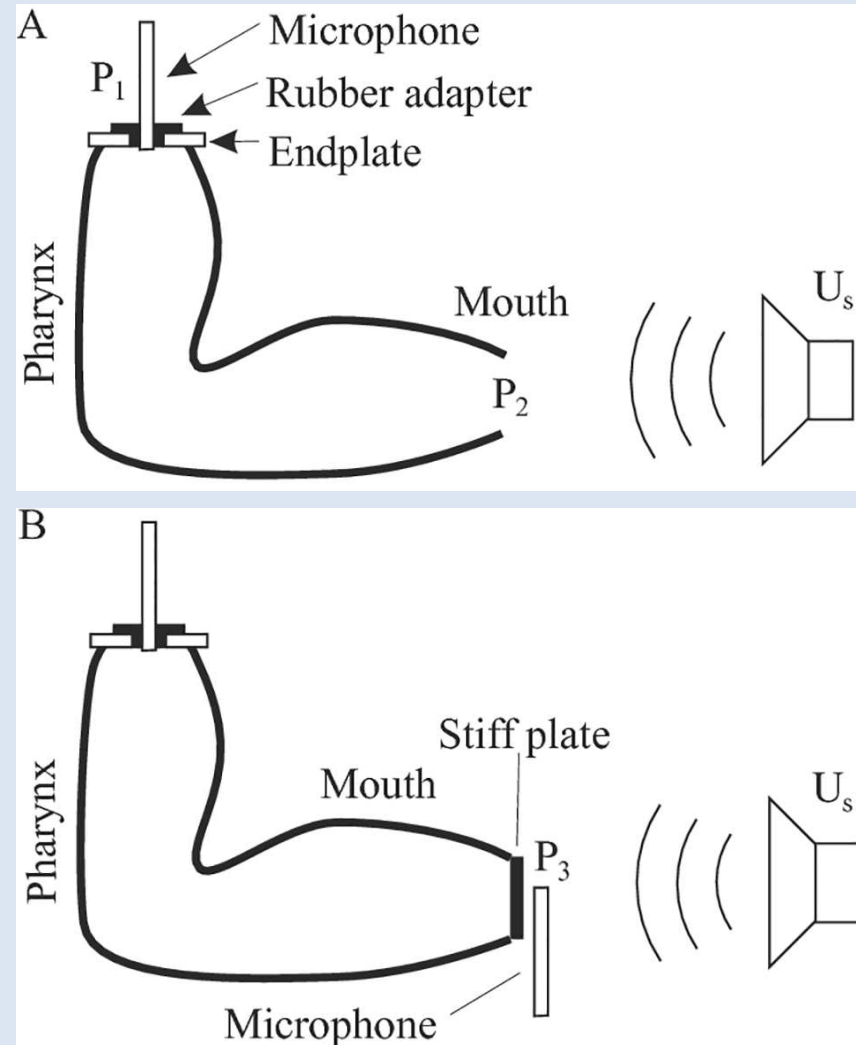 A
Microphone
P₁
Rubber adapter
Endplate
Pharynx
Mouth
Uₛ
P₂
B
Stiff plate
Pharynx
Mouth
Uₛ
P₃
Microphone